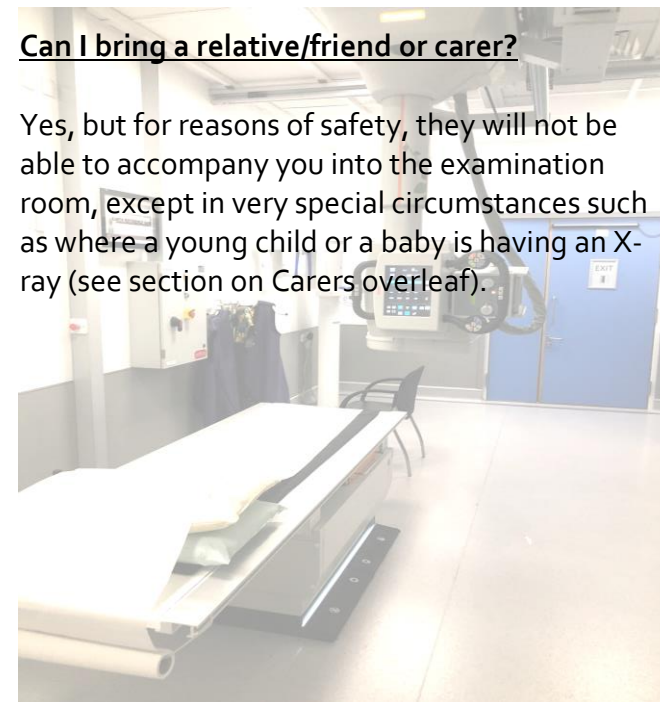 Can I bring a relative/friend or carer?
Yes, but for reasons of safety, they will not be
able to accompany you into the examination
room, except in very special circumstances such
as where a young child or a baby is having an X-
ray (see section on Carers overleaf).
EXIT